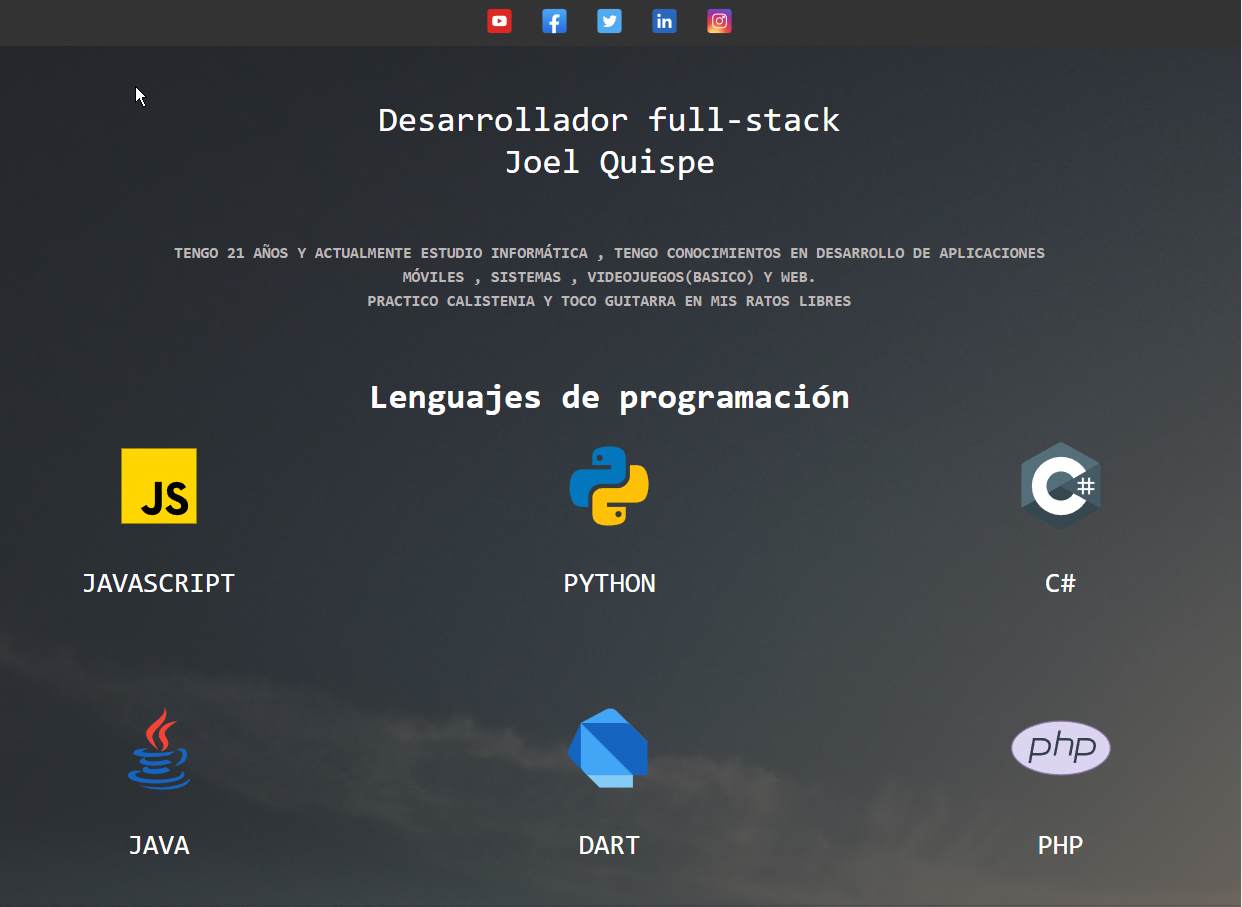 Desarrollador full-stack
Joel Quispe
TENGO 21 AÑOS Y ACTUALMENTE ESTUDIO INFORMÁTICA , TENGO CONOCIMIENTOS EN DESARROLLO DE APLICACIONES
MÓVILES , SISTEMAS , VIDEOJUEGOS(BASICO) Y WEB.
PRACTICO CALISTENIA Y TOCO GUITARRA EN MIS RATOS LIBRES
Lenguajes de programación
JS
C#
JAVASCRIPT
PYTHON
C#
php
JAVA
DART
PHP